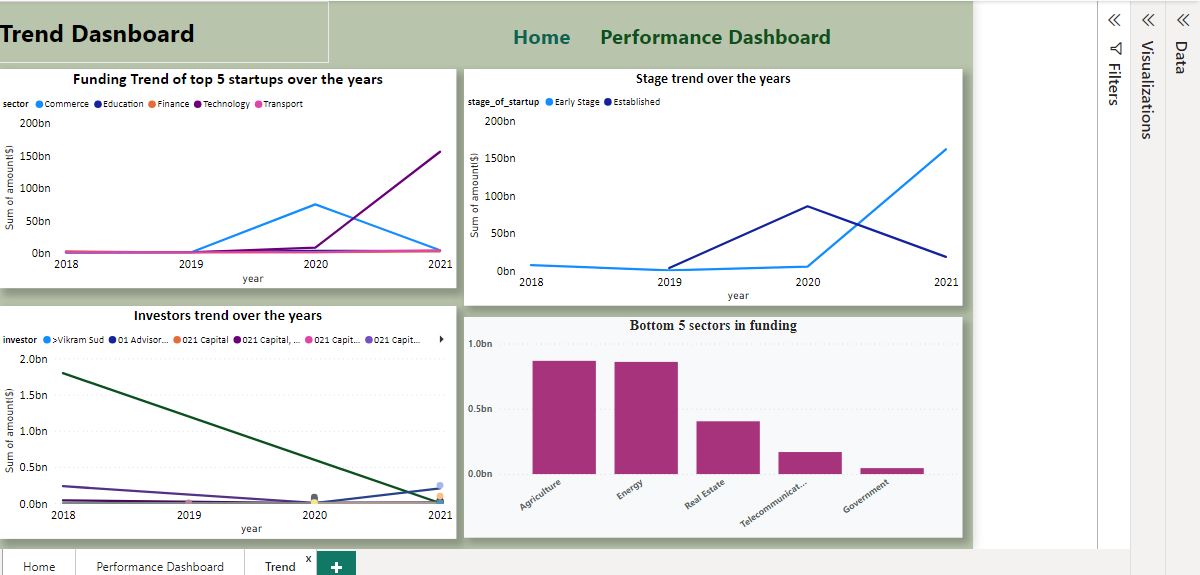 Trend Dasnboard
Home Performance Dashboard
Funding Trend of top 5 startups over the years
sector Commerce Education Finance Technology Transport
200bn
150bn
100bn
50bn
0bn
Sum of amount($)
2018 2019 2020 2021
year
Stage trend over the years
stage_of_startup Early Stage Established
200bn
150bn
100bn
50bn
0bn
Sum of amount($)
2018 2019 2020 2021
year
Investors trend over the years
investor >Vikram Sud 01 Advisor... 021 Capital 021 Capital, ... 021 Capit... 021 Capit...
2.0bn
1.5bn
1.0bn
0.5bn
0.0bn
Sum of amount($)
2018 2019 2020 2021
year
Bottom 5 sectors in funding
1.0bn
0.5bn
0.0bn
Agriculture
Energy
Real Estate
Telecommunicat...
Government
Filters
Visualizations
Data
Home Performance Dashboard Trend x +